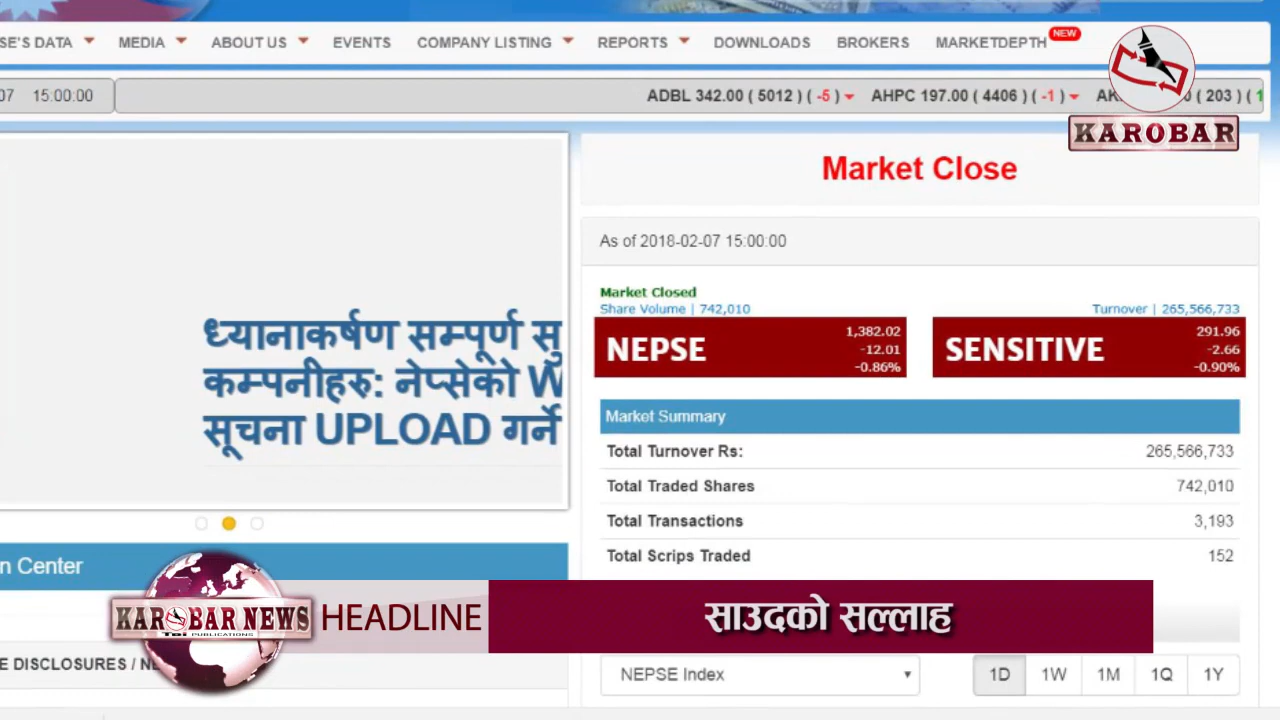 SE'S DATA MEDIA ABOUT US EVENTS COMPANY LISTING REPORTS DOWNLOADS BROKERS MARKETDEPTH NEW
07 15:00:00 ADBL 342.00 ( 5012 ) ( -5 ) AHPC 197.00 ( 4406 ) ( -1 ) ( 203 ) ( 1
KAROBAR
Market Close
As of 2018-02-07 15:00:00
Market Closed
Share Volume | 742,010 Turnover | 265,566,733
NEPSE 1,382.02 -12.01 -0.86%
SENSITIVE 291.96 -2.66 -0.90%
ध्यानाकर्षण सम्पूर्ण सु
कम्पनीहरु: नेप्सेको W
सूचना UPLOAD गर्ने
Market Summary
Total Turnover Rs: 265,566,733
Total Traded Shares 742,010
Total Transactions 3,193
Total Scrips Traded 152
n Center
KAROBAR NEWS HEADLINE साउदको सल्लाह
PUBLICATIONS
E DISCLOSURES / NE
NEPSE Index 1D 1W 1M 1Q 1Y